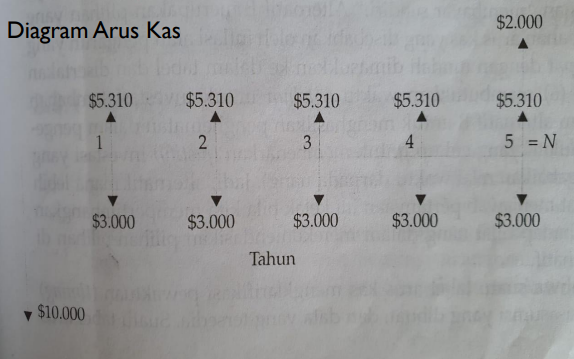 Diagram Arus Kas
$2.000
$5.310 $5.310 $5.310 $5.310 $5.310
1 2 3 4 5 = N
$3.000 $3.000 $3.000 $3.000 $3.000
Tahun
$10.000